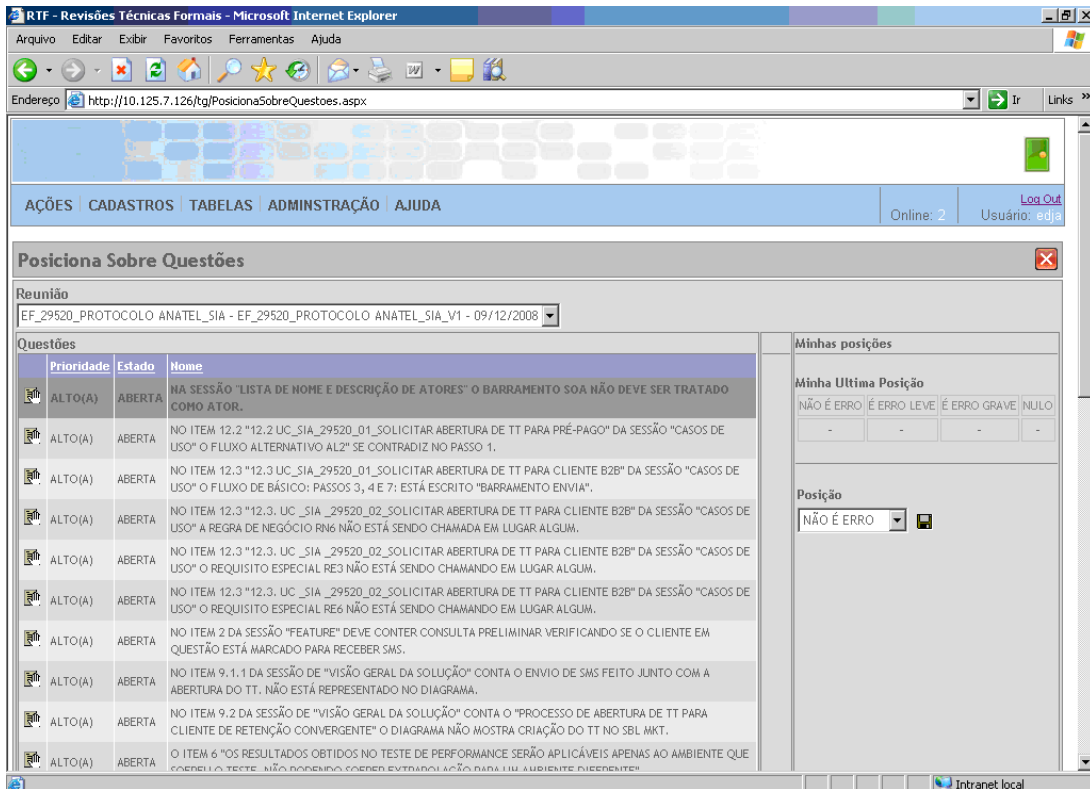 RTF - Revisões Técnicas Formais - Microsoft Internet Explorer
Arquivo Editar Exibir Favoritos Ferramentas Ajuda
Endereço http://10.125.7.126/tg/PosicionaSobreQuestoes.aspx Ir Links »
AÇÕES | CADASTROS | TABELAS | ADMINSTRAÇÃO | AJUDA
Log Out
Online: 2 Usuário: edja
Posiciona Sobre Questões
Reunião
EF_29520_PROTOCOLO ANATEL_SIA - EF_29520_PROTOCOLO ANATEL_SIA_V1 - 09/12/2008
Questões
Prioridade Estado Nome
ALTO(A) ABERTA NA SESSÃO "LISTA DE NOME E DESCRIÇÃO DE ATORES" O BARRAMENTO SOA NÃO DEVE SER TRATADO
COMO ATOR.
ALTO(A) ABERTA NO ITEM 12.2 "12.2 UC_SIA_29520_01_SOLICITAR ABERTURA DE TT PARA PRÉ-PAGO" DA SESSÃO "CASOS DE
USO" O FLUXO ALTERNATIVO AL2" SE CONTRADIZ NO PASSO 1.
ALTO(A) ABERTA NO ITEM 12.3 "12.3 UC_SIA_29520_01_SOLICITAR ABERTURA DE TT PARA CLIENTE B2B" DA SESSÃO "CASOS DE
USO" O FLUXO DE BÁSICO: PASSOS 3, 4 E 7: ESTÁ ESCRITO "BARRAMENTO ENVIA".
ALTO(A) ABERTA NO ITEM 12.3 "12.3. UC _SIA _29520_02_SOLICITAR ABERTURA DE TT PARA CLIENTE B2B" DA SESSÃO "CASOS DE
USO" A REGRA DE NEGÓCIO RN6 NÃO ESTÁ SENDO CHAMADA EM LUGAR ALGUM.
ALTO(A) ABERTA NO ITEM 12.3 "12.3. UC _SIA _29520_02_SOLICITAR ABERTURA DE TT PARA CLIENTE B2B" DA SESSÃO "CASOS DE
USO" O REQUISITO ESPECIAL RE3 NÃO ESTÁ SENDO CHAMANDO EM LUGAR ALGUM.
ALTO(A) ABERTA NO ITEM 12.3 "12.3. UC _SIA _29520_02_SOLICITAR ABERTURA DE TT PARA CLIENTE B2B" DA SESSÃO "CASOS DE
USO" O REQUISITO ESPECIAL RE6 NÃO ESTÁ SENDO CHAMANDO EM LUGAR ALGUM.
ALTO(A) ABERTA NO ITEM 2 DA SESSÃO "FEATURE" DEVE CONTER CONSULTA PRELIMINAR VERIFICANDO SE O CLIENTE EM
QUESTÃO ESTÁ MARCADO PARA RECEBER SMS.
ALTO(A) ABERTA NO ITEM 9.1.1 DA SESSÃO DE "VISÃO GERAL DA SOLUÇÃO" CONTA O ENVIO DE SMS FEITO JUNTO COM A
ABERTURA DO TT. NÃO ESTÁ REPRESENTADO NO DIAGRAMA.
ALTO(A) ABERTA NO ITEM 9.2 DA SESSÃO DE "VISÃO GERAL DA SOLUÇÃO" CONTA O "PROCESSO DE ABERTURA DE TT PARA
CLIENTE DE RETENÇÃO CONVERGENTE" O DIAGRAMA NÃO MOSTRA CRIAÇÃO DO TT NO SBL MKT.
ALTO(A) ABERTA O ITEM 6 "OS RESULTADOS OBTIDOS NO TESTE DE PERFORMANCE SERÃO APLICÁVEIS APENAS AO AMBIENTE QUE
SOFREU O TESTE, NÃO PODENDO SOFRER EXTRAPOLAÇÃO PARA UM AMBIENTE DIFERENTE"
Minhas posições
Minha Ultima Posição
NÃO É ERRO É ERRO LEVE É ERRO GRAVE NULO
- - - -
Posição
NÃO É ERRO
Intranet local